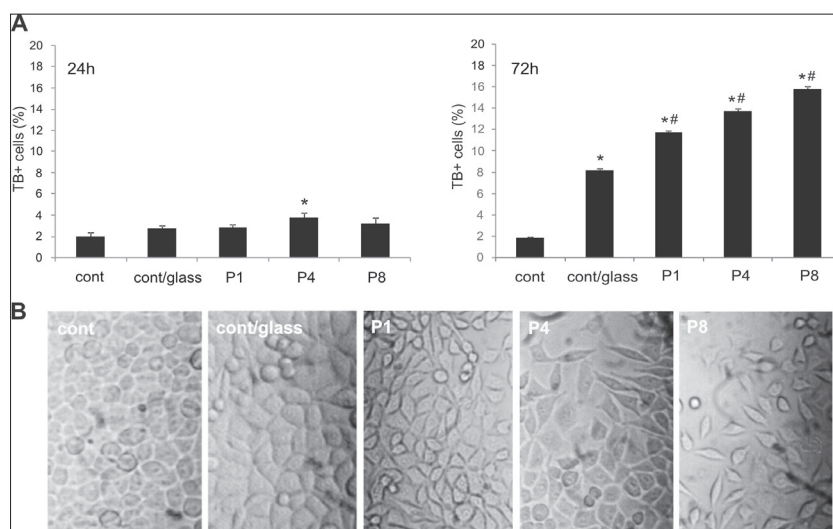 A
24h
TB+ cells (%)
20
18
16
14
12
10
8
6
4
2
0
*
cont cont/glass P1 P4 P8
72h
TB+ cells (%)
20
18
16
14
12
10
8
6
4
2
0
* *# *# *#
cont cont/glass P1 P4 P8
B
cont cont/glass P1 P4 P8